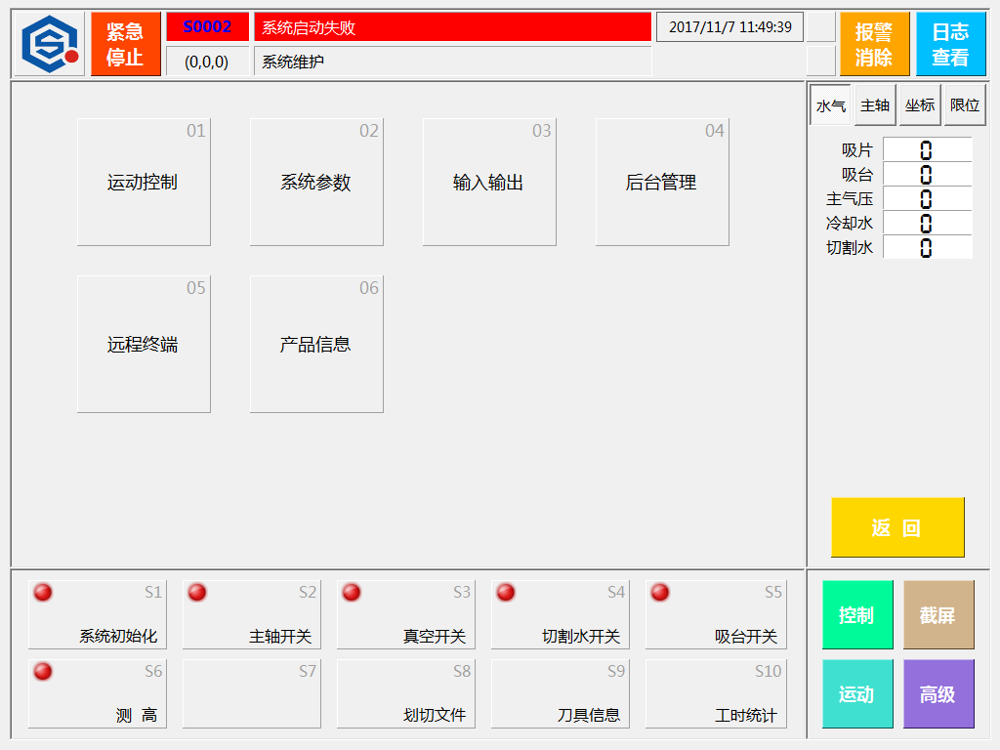 紧急
停止
S0002
系统启动失败
2017/11/7 11:49:39
(0,0,0)
系统维护
报警
消除
日志
查看
水气
主轴
坐标
限位
01
运动控制
02
系统参数
03
输入输出
04
后台管理
05
远程终端
06
产品信息
吸片 0
吸台 0
主气压 0
冷却水 0
切割水 0
返 回
S1
系统初始化
S2
主轴开关
S3
真空开关
S4
切割水开关
S5
吸台开关
S6
测 高
S7
S8
划切文件
S9
刀具信息
S10
工时统计
控制
截屏
运动
高级